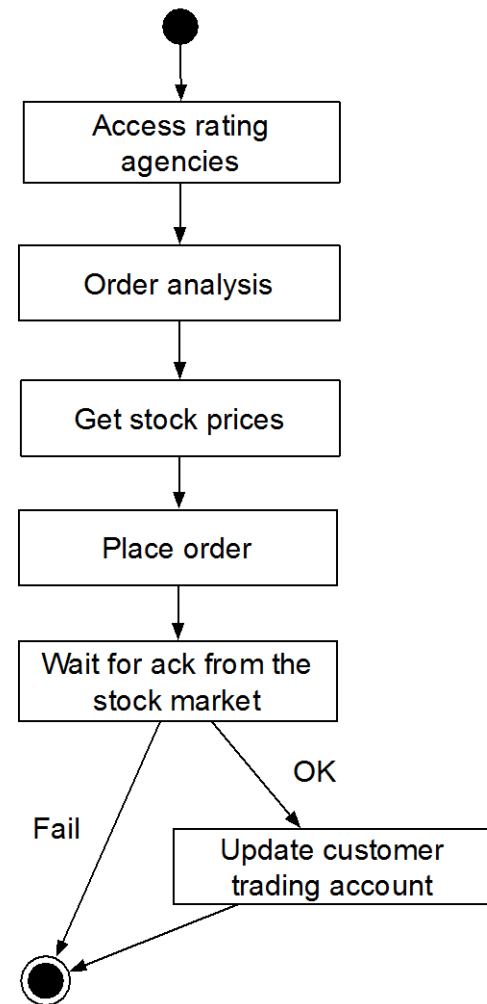 Access rating
agencies
Order analysis
Get stock prices
Place order
Wait for ack from the
stock market
OK
Fail
Update customer
trading account